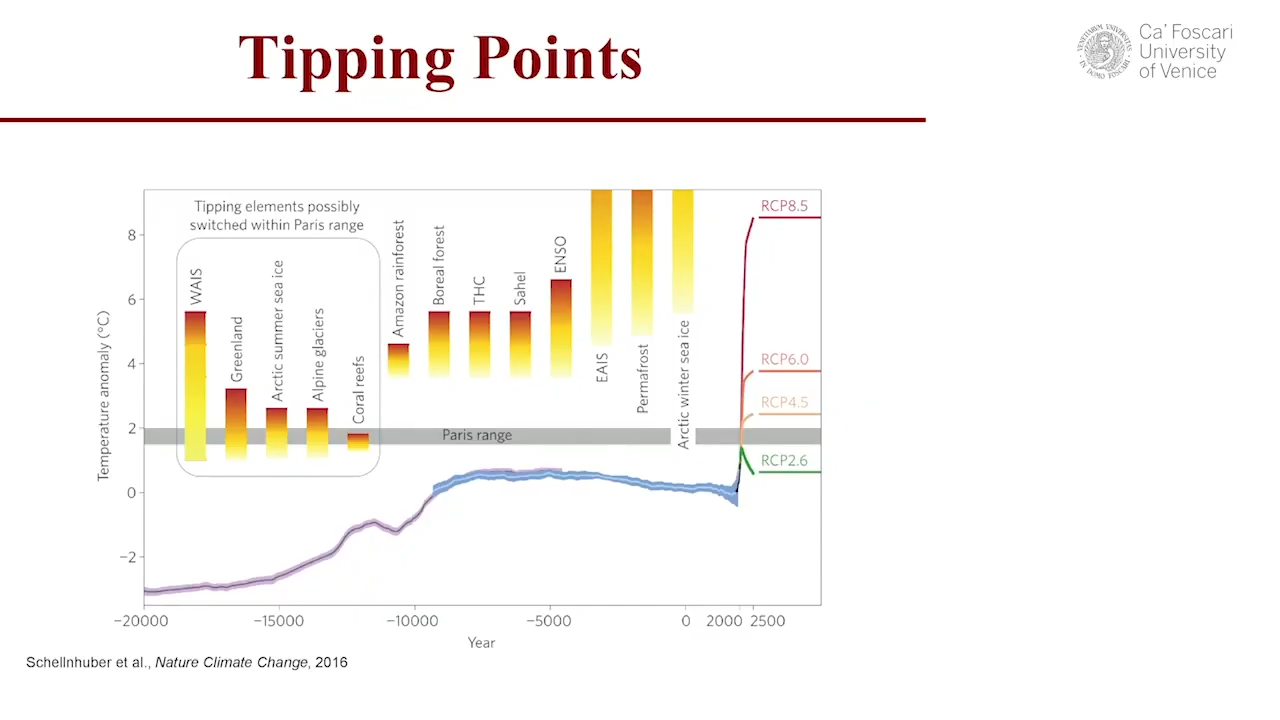 Tipping Points
Ca' Foscari
University
of Venice
Tipping elements possibly
switched within Paris range
WAIS
Greenland
Arctic summer sea ice
Alpine glaciers
Coral reefs
Amazon rainforest
Boreal forest
THC
Sahel
ENSO
EAIS
Permafrost
Arctic winter sea ice
RCP8.5
RCP6.0
RCP4.5
RCP2.6
Paris range
Temperature anomaly (°C)
8
6
4
2
0
−2
−20000
−15000
−10000
−5000
0
2000
2500
Year
Schellnhuber et al., Nature Climate Change, 2016